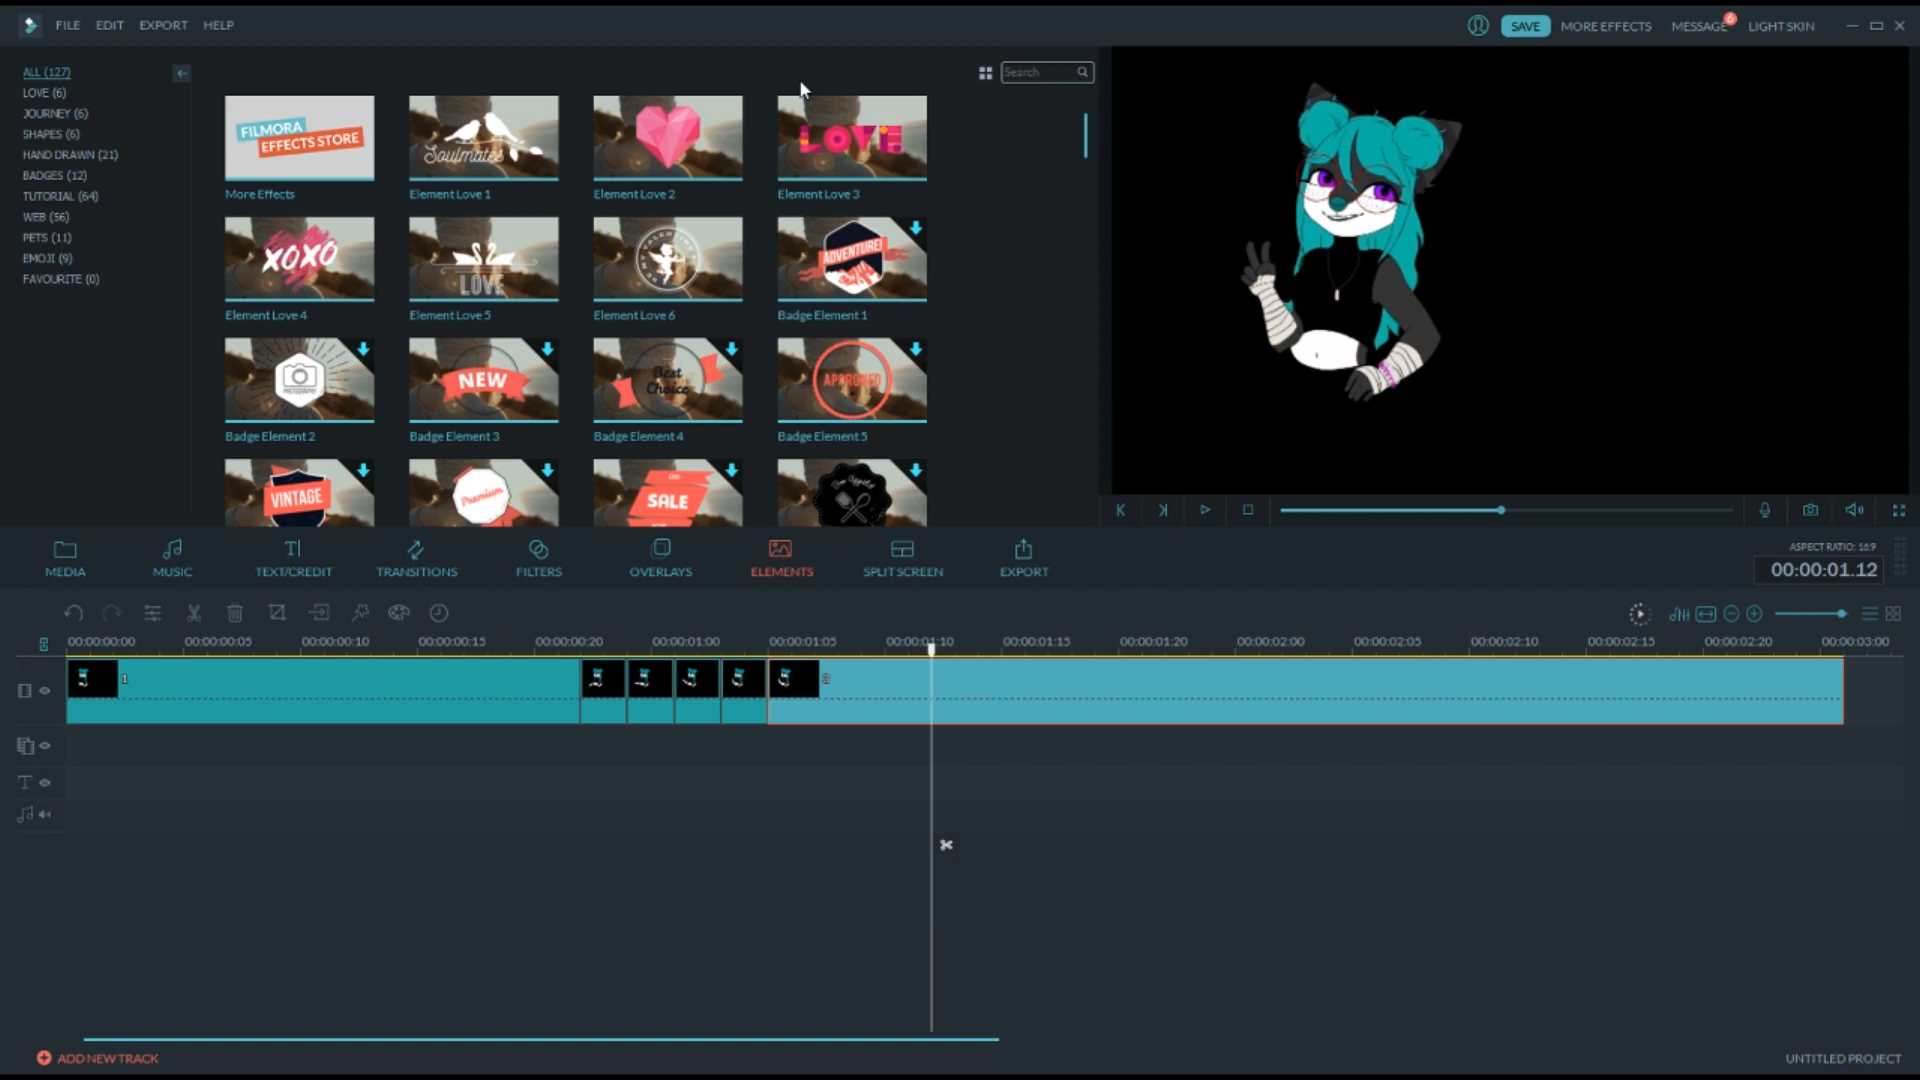 FILE EDIT EXPORT HELP
SAVE MORE EFFECTS MESSAGE 6 LIGHT SKIN
ALL (127)
LOVE (6)
JOURNEY (6)
SHAPES (6)
HAND DRAWN (21)
BADGES (12)
TUTORIAL (64)
WEB (56)
PETS (11)
EMOJI (9)
FAVOURITE (0)
Search
FILMORA
EFFECTS STORE
Soulmates
LOVE
More Effects Element Love 1 Element Love 2 Element Love 3
XOXO
LOVE
ADVENTURE!
Element Love 4 Element Love 5 Element Love 6 Badge Element 1
NEW
Best
Choice
APPROVED
Badge Element 2 Badge Element 3 Badge Element 4 Badge Element 5
VINTAGE
Premium
SALE
MEDIA MUSIC TEXT/CREDIT TRANSITIONS FILTERS OVERLAYS ELEMENTS SPLIT SCREEN EXPORT
ASPECT RATIO: 16:9
00:00:01.12
00:00:00:00 00:00:00:05 00:00:00:10 00:00:00:15 00:00:00:20 00:00:01:00 00:00:01:05 00:00:01:10 00:00:01:15 00:00:01:20 00:00:02:00 00:00:02:05 00:00:02:10 00:00:02:15 00:00:02:20 00:00:03:00
1
ADD NEW TRACK
UNTITLED PROJECT